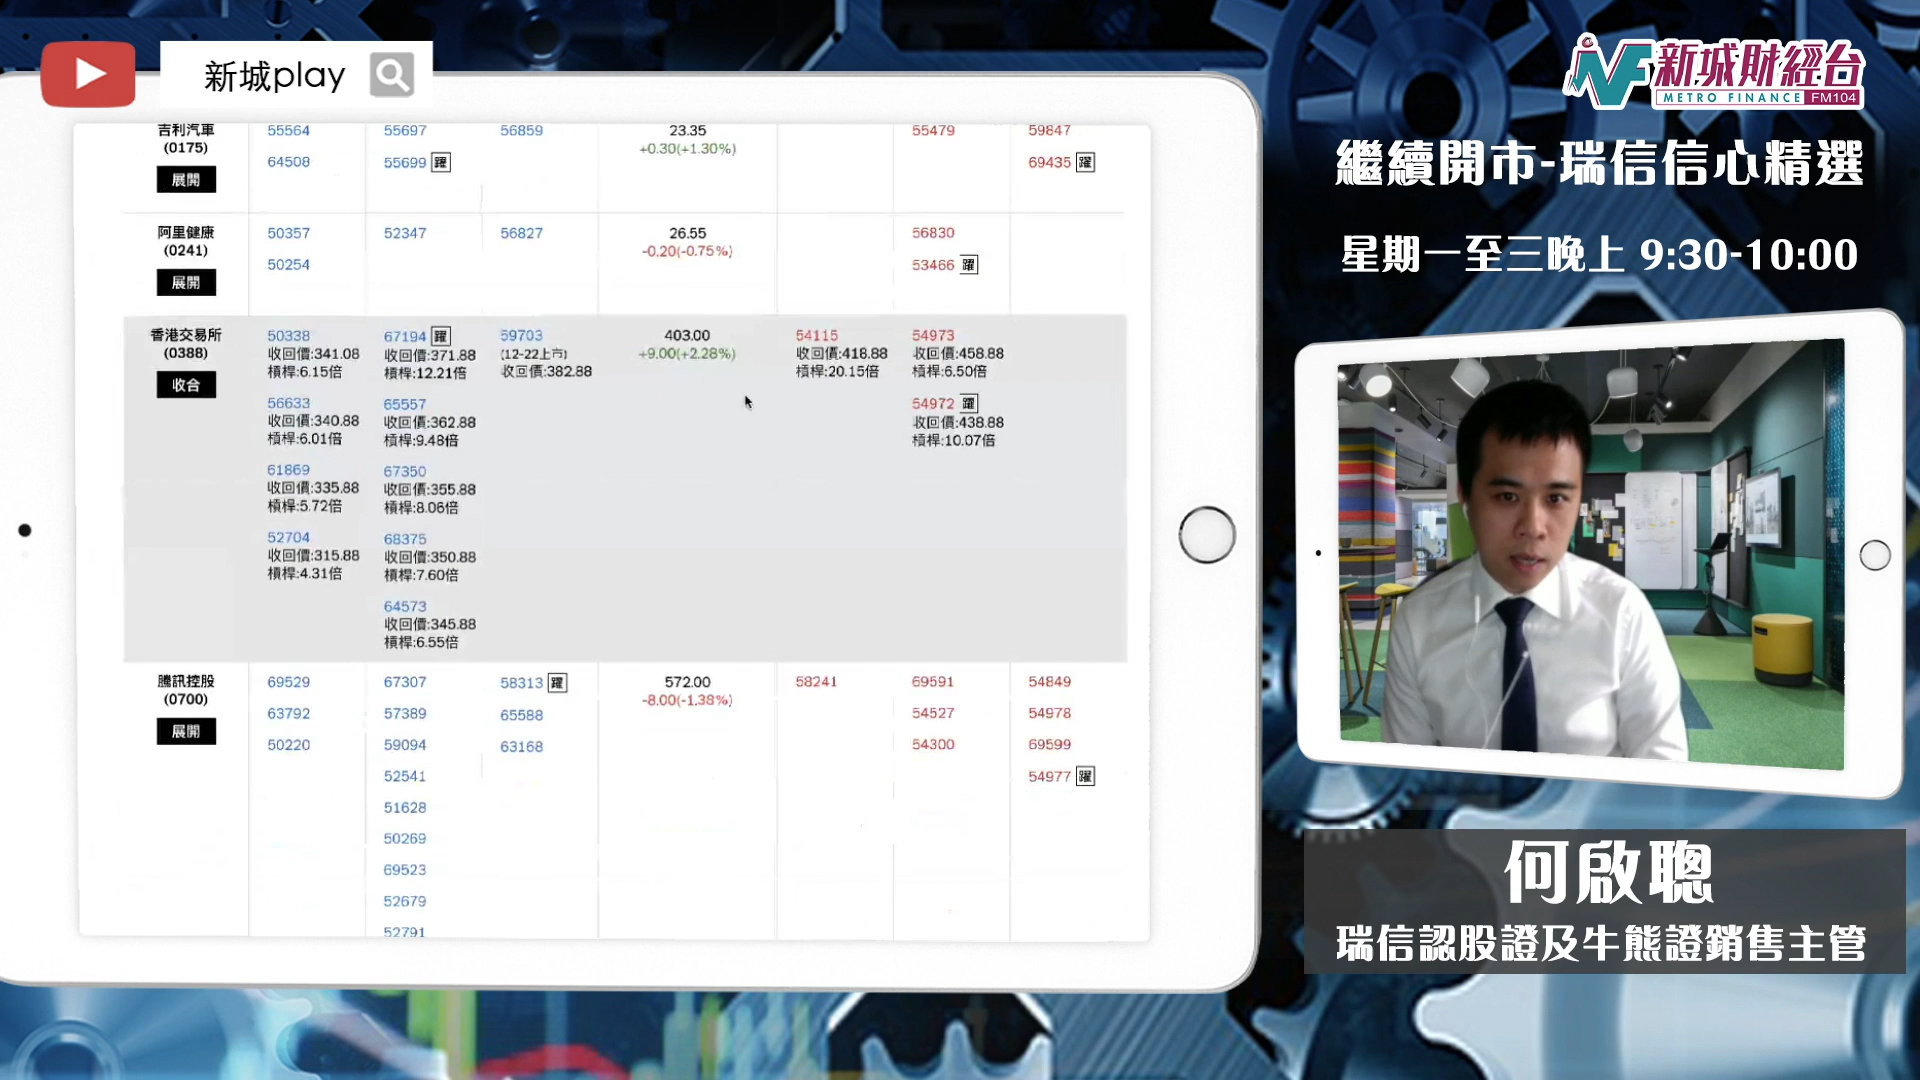 新城play
新城財經台
METRO FINANCE FM104
繼續開市-瑞信信心精選
星期一至三晚上 9:30-10:00
吉利汽車
(0175)
展開
55564
64508
55697
55699 躍
56859
23.35
+0.30(+1.30%)
55479
59847
69435 躍
阿里健康
(0241)
展開
50357
50254
52347
56827
26.55
-0.20(-0.75%)
56830
53466 躍
香港交易所
(0388)
收合
50338
收回價:341.08
槓桿:6.15倍
56633
收回價:340.88
槓桿:6.01倍
61869
收回價:335.88
槓桿:5.72倍
52704
收回價:315.88
槓桿:4.31倍
67194 躍
收回價:371.88
槓桿:12.21倍
65557
收回價:362.88
槓桿:9.48倍
67350
收回價:355.88
槓桿:8.06倍
68375
收回價:350.88
槓桿:7.60倍
64573
收回價:345.88
槓桿:6.55倍
59703
(12-22上市)
收回價:382.88
403.00
+9.00(+2.28%)
54115
收回價:418.88
槓桿:20.15倍
54973
收回價:458.88
槓桿:6.50倍
54972 躍
收回價:438.88
槓桿:10.07倍
騰訊控股
(0700)
展開
69529
63792
50220
67307
57389
59094
52541
51628
50269
69523
52679
52791
58313 躍
65588
63168
572.00
-8.00(-1.38%)
58241
69591
54527
54300
54849
54978
69599
54977 躍
何啟聰
瑞信認股證及牛熊證銷售主管